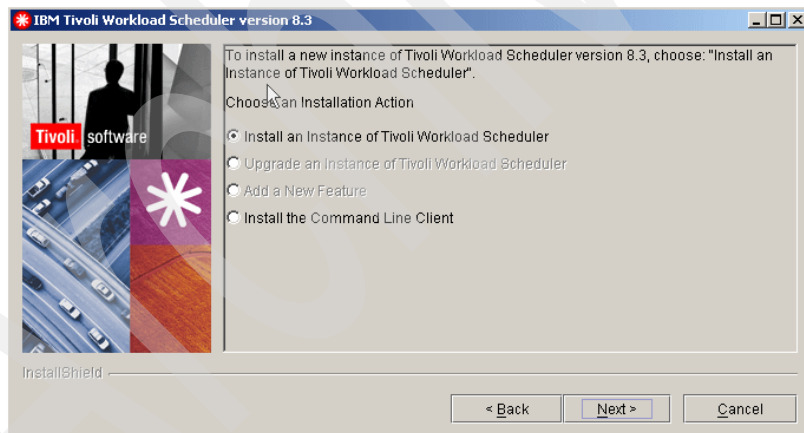 IBM Tivoli Workload Scheduler version 8.3
To install a new instance of Tivoli Workload Scheduler version 8.3, choose: "Install an
Instance of Tivoli Workload Scheduler".
Choose an Installation Action
Tivoli software
Install an Instance of Tivoli Workload Scheduler
Upgrade an Instance of Tivoli Workload Scheduler
Add a New Feature
Install the Command Line Client
InstallShield
< Back
Next >
Cancel